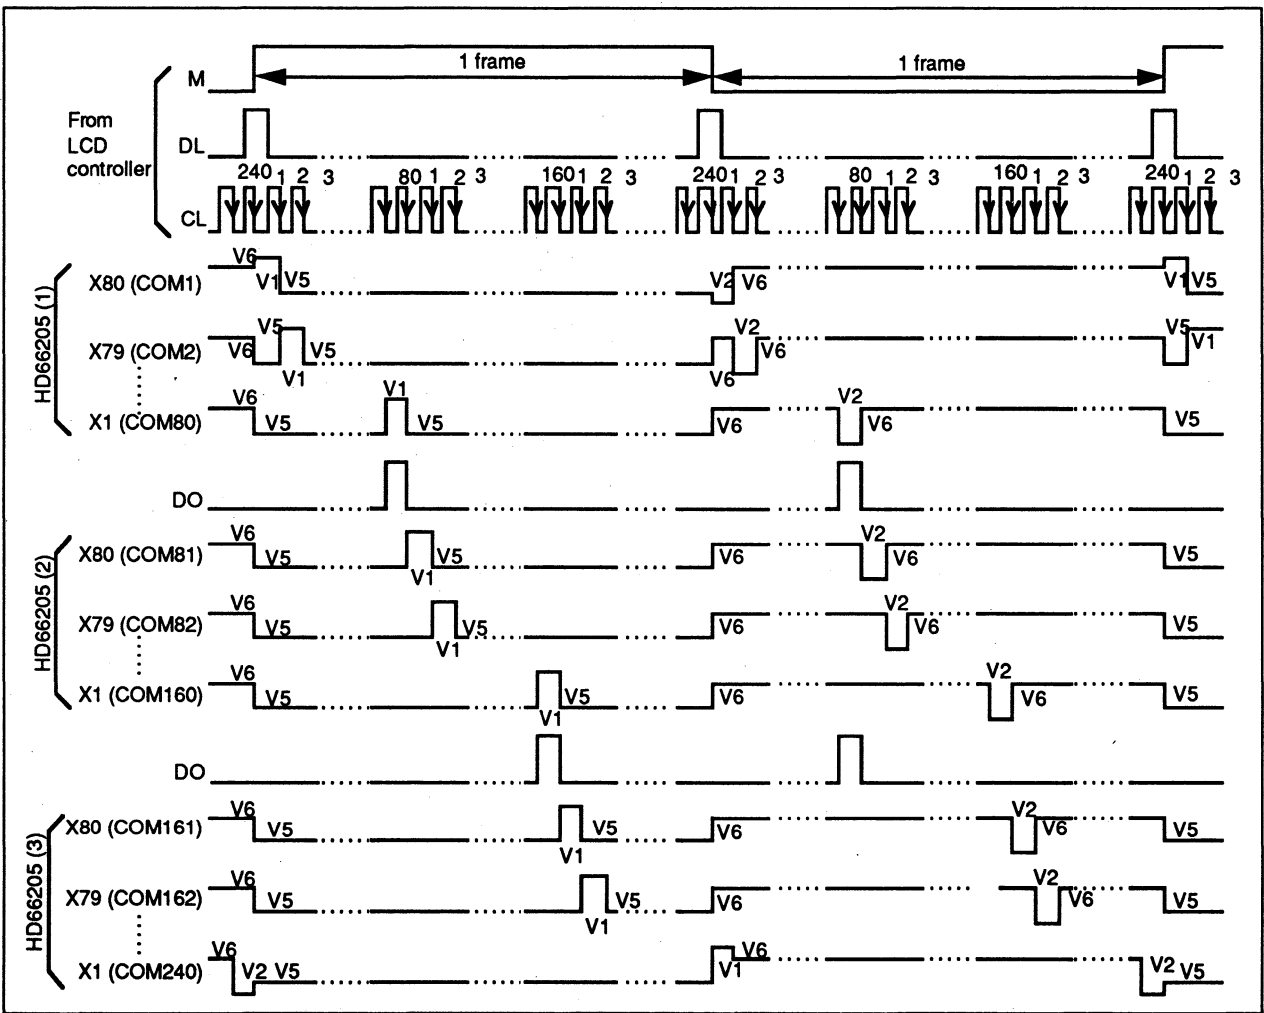 1 frame
1 frame
M
From
LCD
controller
DL
240 1 2 3 80 1 2 3 160 1 2 3 240 1 2 3 80 1 2 3 160 1 2 3 240 1 2 3
CL
HD66205 (1)
X80 (COM1) V6 V1 V5 V2 V6 V1 V5
X79 (COM2) V6 V5 V1 V5 V6 V2 V6 V5 V1
X1 (COM80) V6 V5 V1 V5 V6 V2 V6 V5
DO
HD66205 (2)
X80 (COM81) V6 V5 V1 V5 V6 V2 V6 V5
X79 (COM82) V6 V5 V1 V5 V6 V2 V6 V5
X1 (COM160) V6 V5 V1 V5 V6 V2 V6 V5
DO
HD66205 (3)
X80 (COM161) V6 V5 V1 V5 V6 V2 V6 V5
X79 (COM162) V6 V5 V1 V5 V6 V2 V6 V5
X1 (COM240) V6 V2 V5 V1 V6 V2 V5